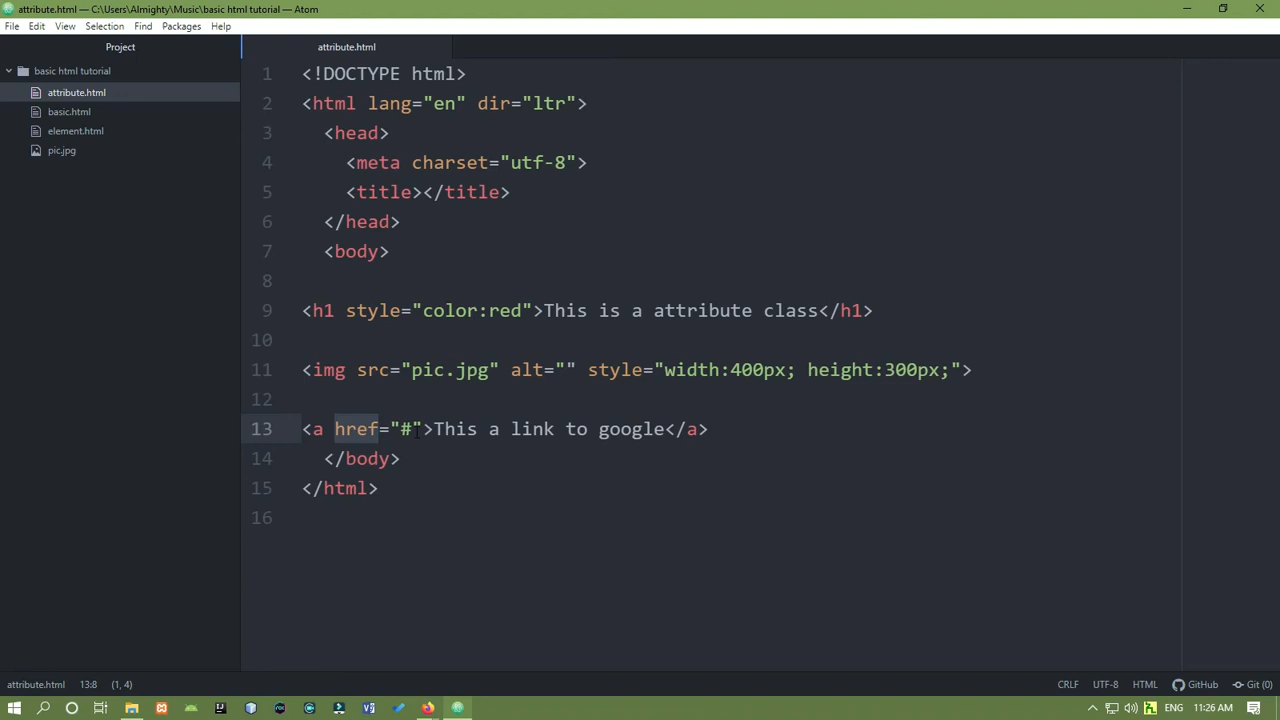 attribute.html — C:\Users\Almighty\Music\basic html tutorial — Atom
File Edit View Selection Find Packages Help
Project
attribute.html
basic html tutorial
attribute.html
basic.html
element.html
pic.jpg
1 <!DOCTYPE html>
2 <html lang="en" dir="ltr">
3 <head>
4 <meta charset="utf-8">
5 <title></title>
6 </head>
7 <body>
8
9 <h1 style="color:red">This is a attribute class</h1>
10
11 <img src="pic.jpg" alt="" style="width:400px; height:300px;">
12
13 <a href="#">This a link to google</a>
14 </body>
15 </html>
16
attribute.html 13:8 (1, 4) CRLF UTF-8 HTML GitHub Git (0)
ENG 11:26 AM